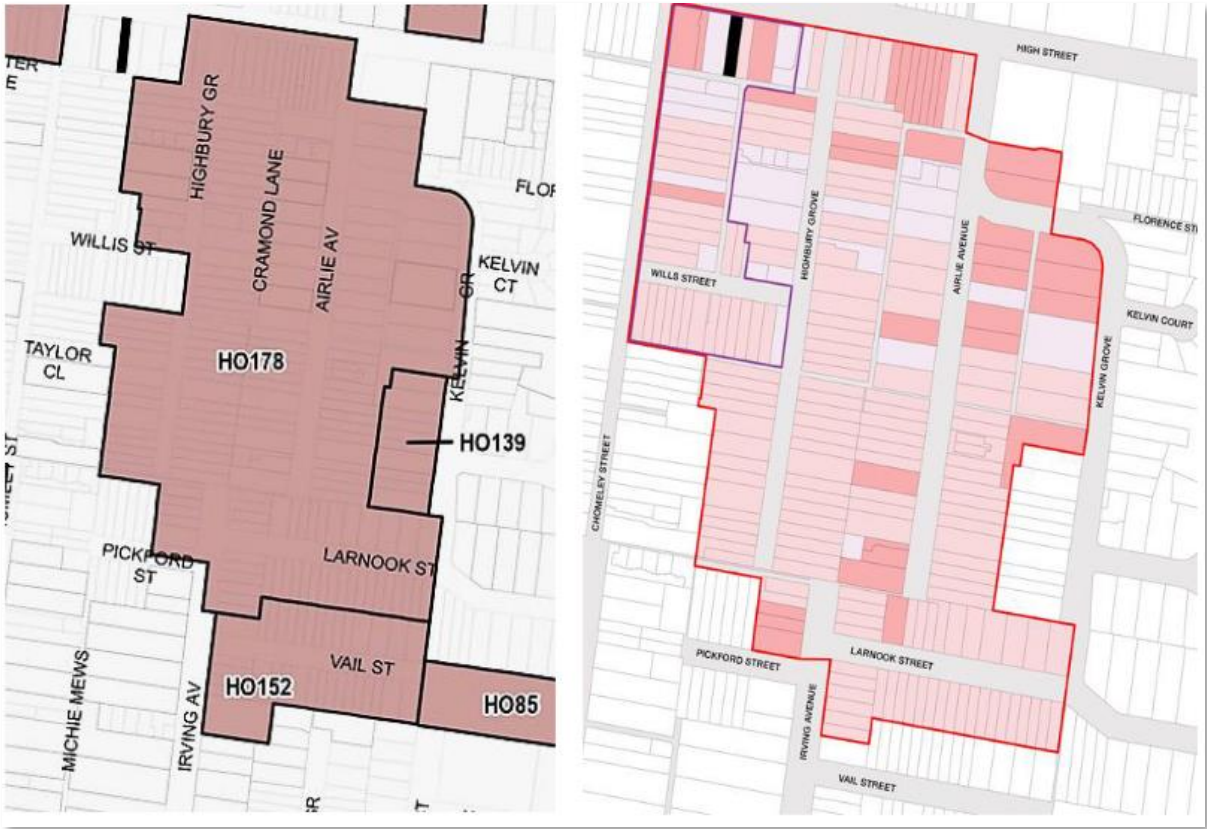 TER
E
HIGHBURY GR
CRAMOND LANE
AIRLIE AV
WILLIS ST
FLOR
KELVIN
CT
KELVIN GR
TAYLOR
CL
HO178
HO139
PICKFORD
ST
LARNOOK ST
VAIL ST
HO152
HO85
MICHIE MEWS
IRVING AV
GR
HIGH STREET
FLORENCE ST
HIGHBURY GROVE
AIRLIE AVENUE
WILLS STREET
KELVIN COURT
KELVIN GROVE
CHOMELEY STREET
LARNOOK STREET
PICKFORD STREET
IRVING AVENUE
VAIL STREET